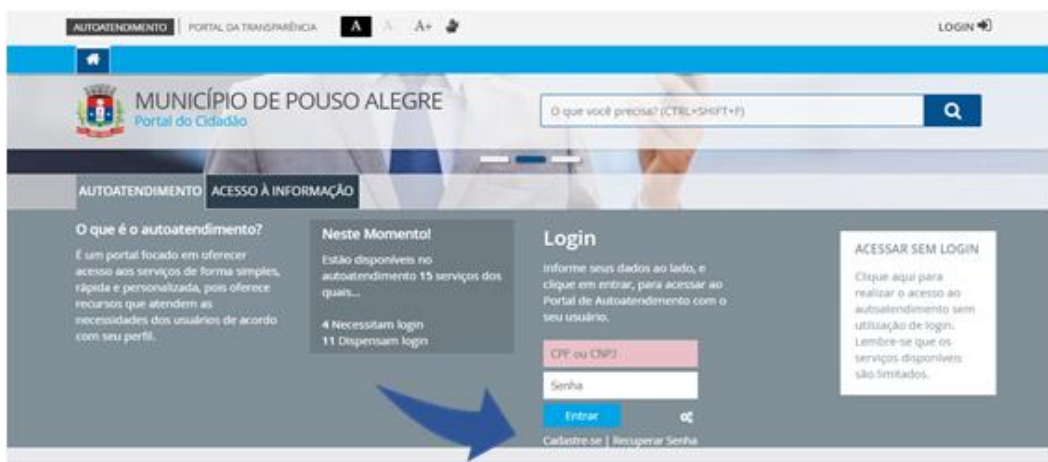 AUTOATENDIMENTO | PORTAL DA TRANSPARÊNCIA A A- A+ LOGIN
MUNICÍPIO DE POUSO ALEGRE
Portal do Cidadão
O que você precisa? (CTRL+SHIFT+F)
AUTOATENDIMENTO ACESSO À INFORMAÇÃO
O que é o autoatendimento?
É um portal focado em oferecer
acesso aos serviços de forma simples,
rápida e personalizada, pois oferece
recursos que atendem as
necessidades dos usuários de acordo
com seu perfil.
Neste Momento!
Estão disponíveis no
autoatendimento 15 serviços dos
quais...
4 Necessitam login
11 Dispensam login
Login
Informe seus dados ao lado, e
clique em entrar, para acessar ao
Portal de Autoatendimento com o
seu usuário.
CPF ou CNPJ
Senha
Entrar
Cadastre-se | Recuperar Senha
ACESSAR SEM LOGIN
Clique aqui para
realizar o acesso ao
autoatendimento sem
utilização de login.
Lembre-se que os
serviços disponíveis
são limitados.